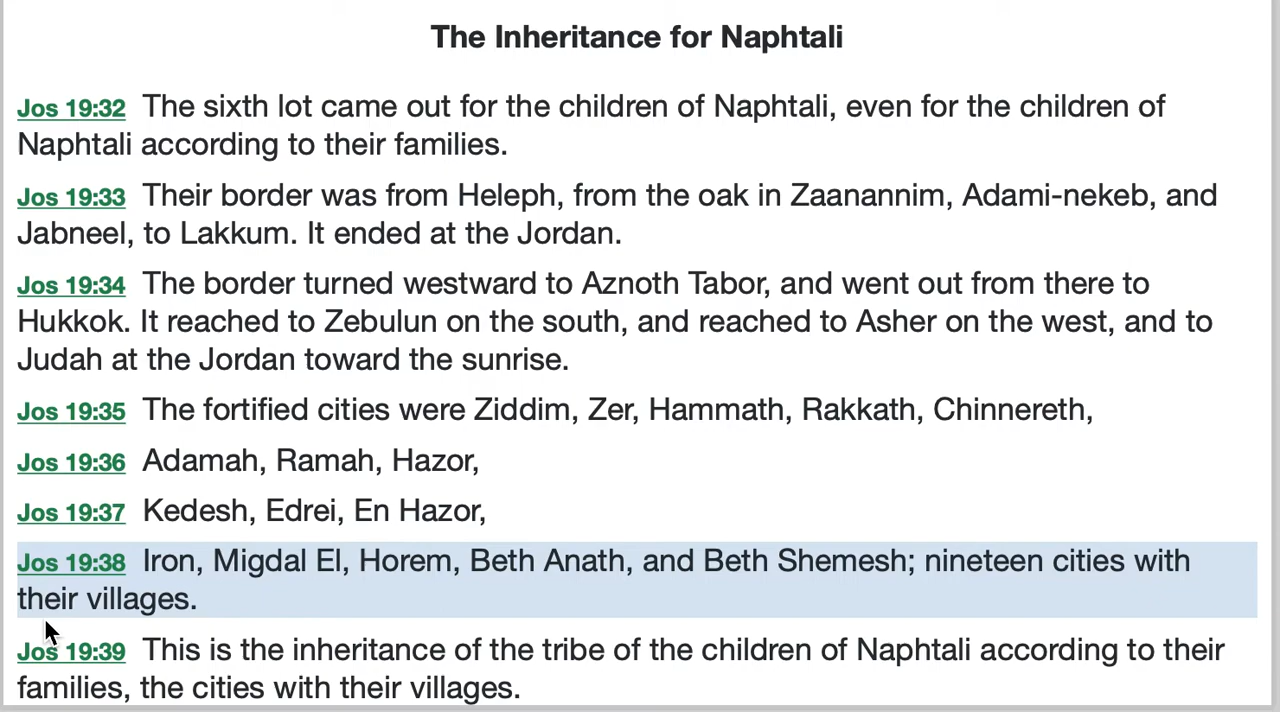 The Inheritance for Naphtali
Jos 19:32 The sixth lot came out for the children of Naphtali, even for the children of
Naphtali according to their families.
Jos 19:33 Their border was from Heleph, from the oak in Zaanannim, Adami-nekeb, and
Jabneel, to Lakkum. It ended at the Jordan.
Jos 19:34 The border turned westward to Aznoth Tabor, and went out from there to
Hukkok. It reached to Zebulun on the south, and reached to Asher on the west, and to
Judah at the Jordan toward the sunrise.
Jos 19:35 The fortified cities were Ziddim, Zer, Hammath, Rakkath, Chinnereth,
Jos 19:36 Adamah, Ramah, Hazor,
Jos 19:37 Kedesh, Edrei, En Hazor,
Jos 19:38 Iron, Migdal El, Horem, Beth Anath, and Beth Shemesh; nineteen cities with
their villages.
Jos 19:39 This is the inheritance of the tribe of the children of Naphtali according to their
families, the cities with their villages.